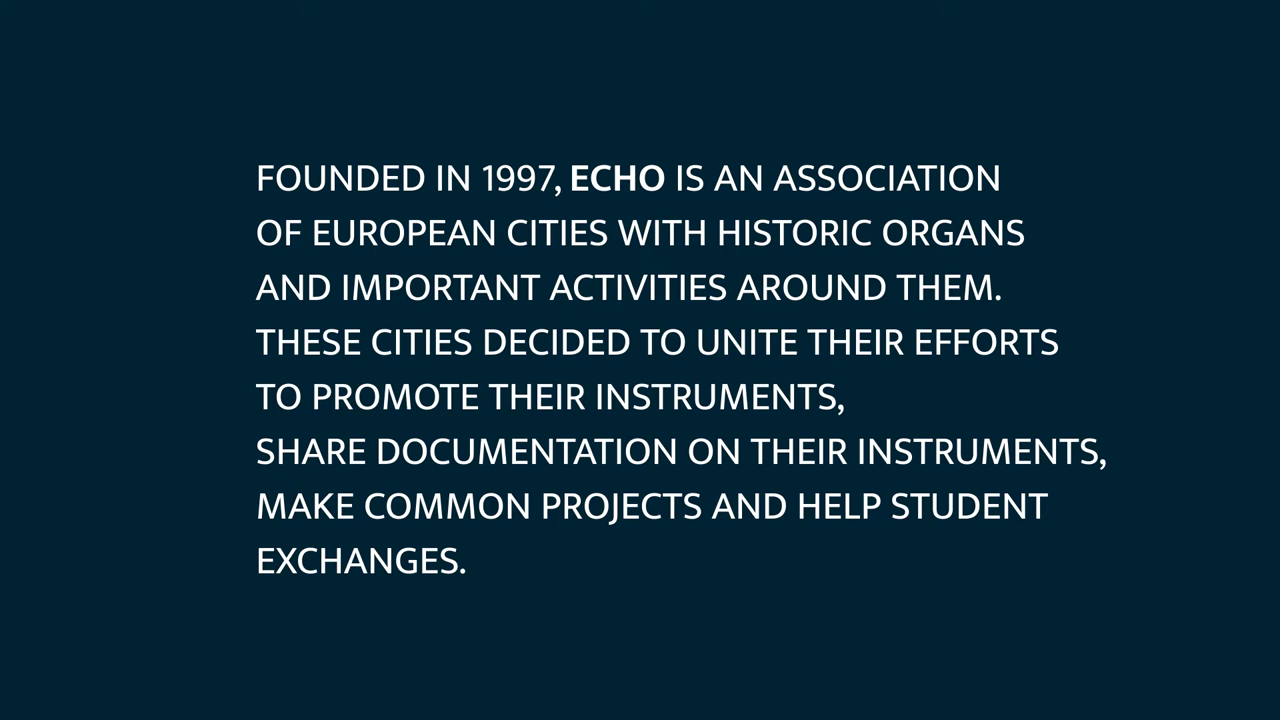 FOUNDED IN 1997, ECHO IS AN ASSOCIATION
OF EUROPEAN CITIES WITH HISTORIC ORGANS
AND IMPORTANT ACTIVITIES AROUND THEM.
THESE CITIES DECIDED TO UNITE THEIR EFFORTS
TO PROMOTE THEIR INSTRUMENTS,
SHARE DOCUMENTATION ON THEIR INSTRUMENTS,
MAKE COMMON PROJECTS AND HELP STUDENT
EXCHANGES.